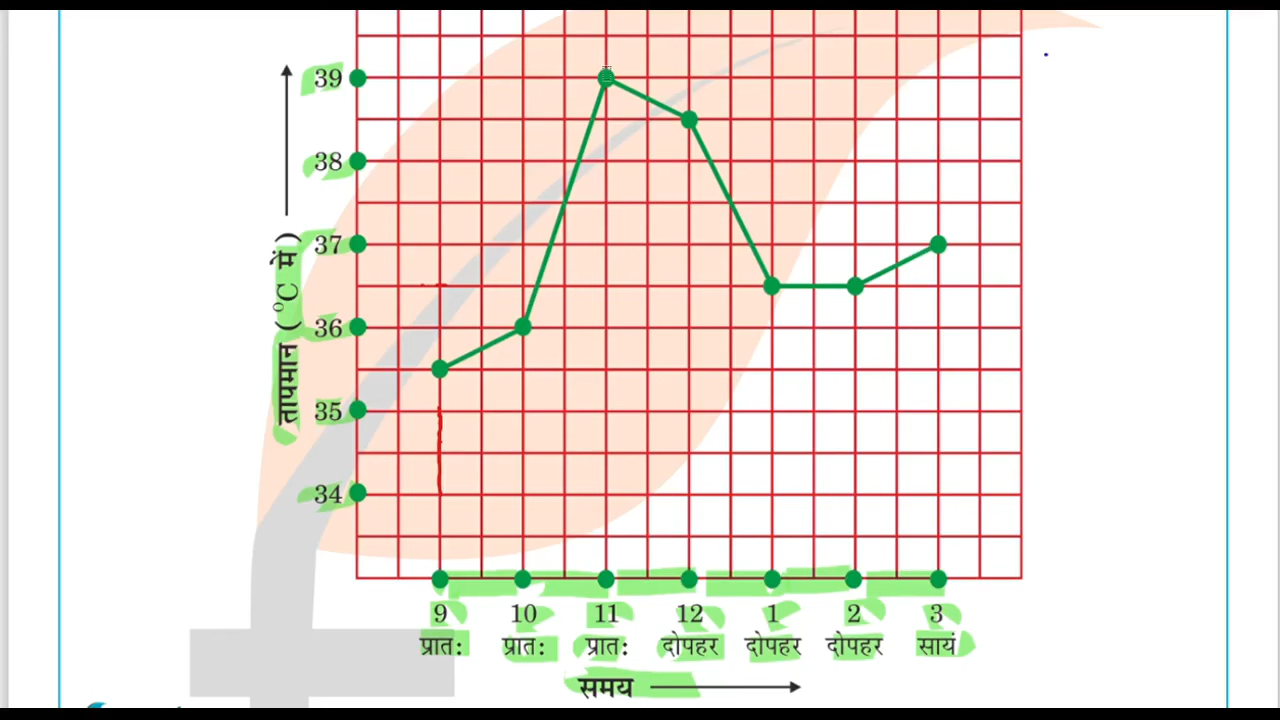 39
38
37
36
35
34
तापमान (°C में)
9 10 11 12 1 2 3
प्रात: प्रात: प्रात: दोपहर दोपहर दोपहर सायं
समय